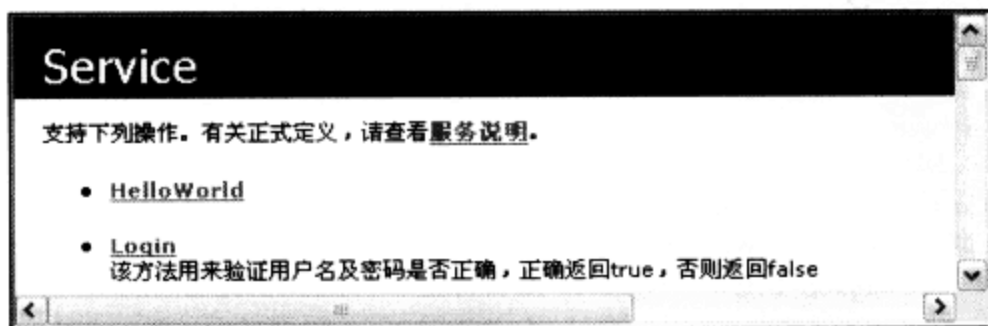 Service
支持下列操作。有关正式定义，请查看服务说明。
HelloWorld
Login
该方法用来验证用户名及密码是否正确，正确返回true，否则返回false